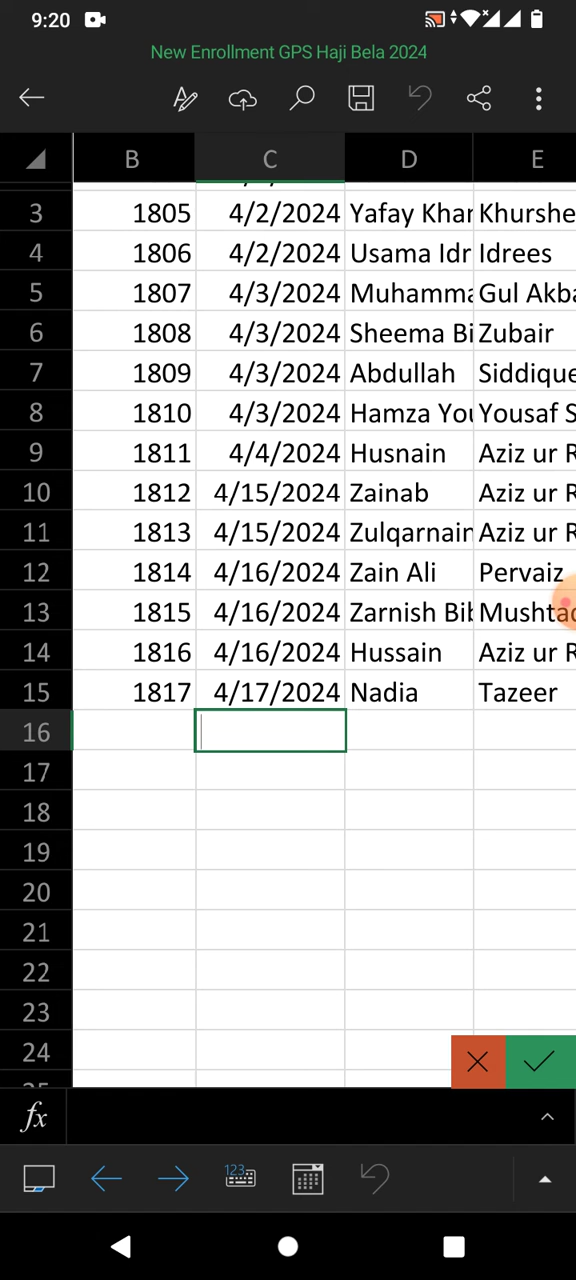 9:20
New Enrollment GPS Haji Bela 2024
B C D E
3 1805 4/2/2024 Yafay Khan Khurshe
4 1806 4/2/2024 Usama Idr Idrees
5 1807 4/3/2024 Muhamma Gul Akba
6 1808 4/3/2024 Sheema Bi Zubair
7 1809 4/3/2024 Abdullah Siddique
8 1810 4/3/2024 Hamza You Yousaf S
9 1811 4/4/2024 Husnain Aziz ur R
10 1812 4/15/2024 Zainab Aziz ur R
11 1813 4/15/2024 Zulqarnain Aziz ur R
12 1814 4/16/2024 Zain Ali Pervaiz
13 1815 4/16/2024 Zarnish Bib Mushtaq
14 1816 4/16/2024 Hussain Aziz ur R
15 1817 4/17/2024 Nadia Tazeer
16
17
18
19
20
21
22
23
24
fx
123